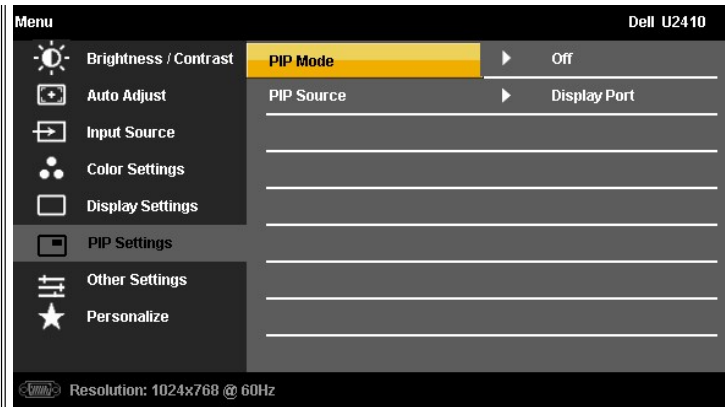 Menu Dell U2410
Brightness / Contrast PIP Mode Off
Auto Adjust PIP Source Display Port
Input Source
Color Settings
Display Settings
PIP Settings
Other Settings
Personalize
Resolution: 1024x768 @ 60Hz